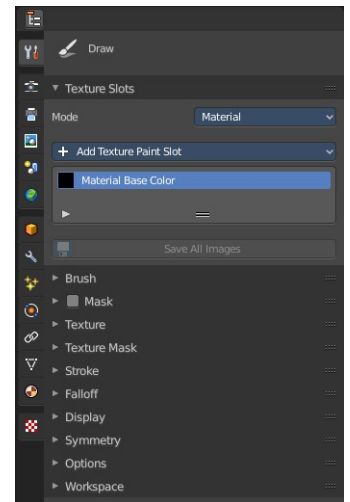 Draw
Texture Slots
Mode Material
Add Texture Paint Slot
Material Base Color
Save All Images
Brush
Mask
Texture
Texture Mask
Stroke
Falloff
Display
Symmetry
Options
Workspace